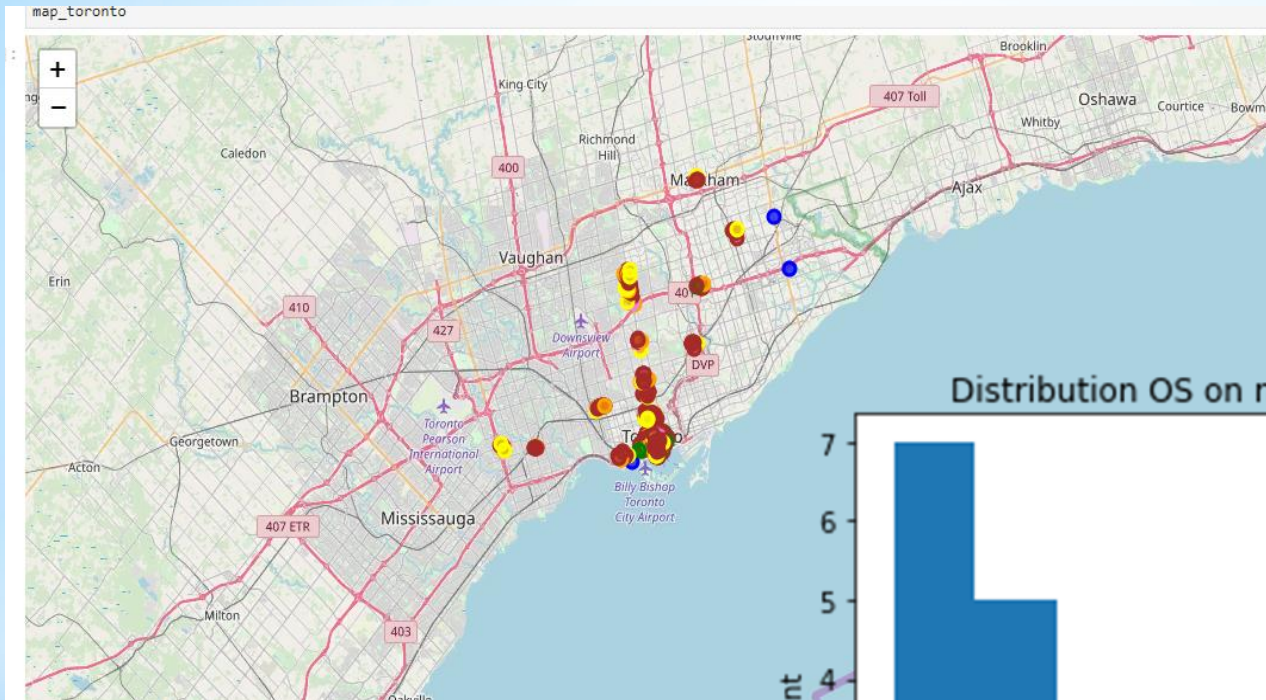 map_toronto
+
−
Brooklin
King City
407 Toll
Oshawa
Courtice
Whitby
Richmond
Hill
Caledon
400
Markham
Ajax
Vaughan
Erin
401
410
427
Downsview
Airport
DVP
Brampton
Toronto
Pearson
International
Airport
Georgetown
Acton
Billy Bishop
Toronto
City Airport
Mississauga
407 ETR
Milton
403
Distribution OS on
7
6
5
4